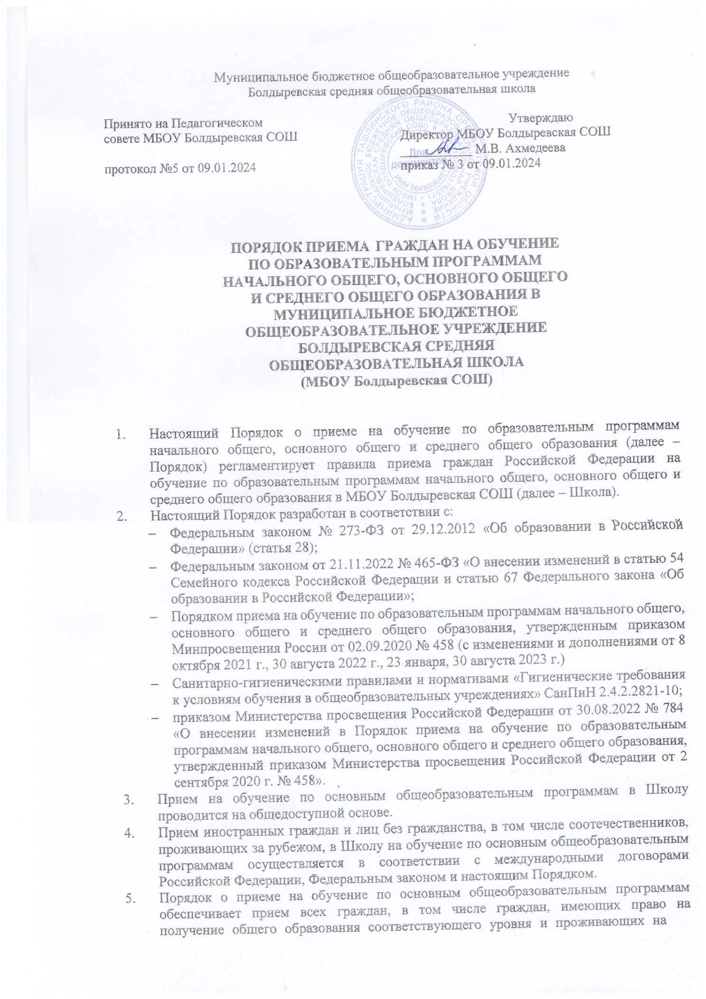 Муниципальное бюджетное общеобразовательное учреждение
Болдыревская средняя общеобразовательная школа
Принято на Педагогическом
совете МБОУ Болдыревская СОШ
протокол №5 от 09.01.2024
Утверждаю
Директор МБОУ Болдыревская СОШ
___________ М.В. Ахмедеева
приказ № 3 от 09.01.2024
АДМИНИСТРАЦИЯ ТАШЛИНСКОГО РАЙОНА ОРЕНБУРГСКОЙ ОБЛАСТИ
МУНИЦИПАЛЬНОЕ БЮДЖЕТНОЕ ОБЩЕОБРАЗОВАТЕЛЬНОЕ УЧРЕЖДЕНИЕ
БОЛДЫРЕВСКАЯ СРЕДНЯЯ ОБЩЕОБРАЗОВАТЕЛЬНАЯ ШКОЛА
(МБОУ БОЛДЫРЕВСКАЯ СОШ)
ИНН 5648006481
Для
документов
ПОРЯДОК ПРИЕМА ГРАЖДАН НА ОБУЧЕНИЕ
ПО ОБРАЗОВАТЕЛЬНЫМ ПРОГРАММАМ
НАЧАЛЬНОГО ОБЩЕГО, ОСНОВНОГО ОБЩЕГО
И СРЕДНЕГО ОБЩЕГО ОБРАЗОВАНИЯ В
МУНИЦИПАЛЬНОЕ БЮДЖЕТНОЕ
ОБЩЕОБРАЗОВАТЕЛЬНОЕ УЧРЕЖДЕНИЕ
БОЛДЫРЕВСКАЯ СРЕДНЯЯ
ОБЩЕОБРАЗОВАТЕЛЬНАЯ ШКОЛА
(МБОУ Болдыревская СОШ)
1. Настоящий Порядок о приеме на обучение по образовательным программам
начального общего, основного общего и среднего общего образования (далее –
Порядок) регламентирует правила приема граждан Российской Федерации на
обучение по образовательным программам начального общего, основного общего и
среднего общего образования в МБОУ Болдыревская СОШ (далее – Школа).
2. Настоящий Порядок разработан в соответствии с:
– Федеральным законом № 273-ФЗ от 29.12.2012 «Об образовании в Российской
Федерации» (статья 28);
– Федеральным законом от 21.11.2022 № 465-ФЗ «О внесении изменений в статью 54
Семейного кодекса Российской Федерации и статью 67 Федерального закона «Об
образовании в Российской Федерации»;
– Порядком приема на обучение по образовательным программам начального общего,
основного общего и среднего общего образования, утвержденным приказом
Минпросвещения России от 02.09.2020 № 458 (с изменениями и дополнениями от 8
октября 2021 г., 30 августа 2022 г., 23 января, 30 августа 2023 г.)
– Санитарно-гигиеническими правилами и нормативами «Гигиенические требования
к условиям обучения в общеобразовательных учреждениях» СанПиН 2.4.2.2821-10;
– приказом Министерства просвещения Российской Федерации от 30.08.2022 № 784
«О внесении изменений в Порядок приема на обучение по образовательным
программам начального общего, основного общего и среднего общего образования,
утвержденный приказом Министерства просвещения Российской Федерации от 2
сентября 2020 г. № 458».
3. Прием на обучение по основным общеобразовательным программам в Школу
проводится на общедоступной основе.
4. Прием иностранных граждан и лиц без гражданства, в том числе соотечественников,
проживающих за рубежом, в Школу на обучение по основным общеобразовательным
программам осуществляется в соответствии с международными договорами
Российской Федерации, Федеральным законом и настоящим Порядком.
5. Порядок о приеме на обучение по основным общеобразовательным программам
обеспечивает прием всех граждан, в том числе граждан, имеющих право на
получение общего образования соответствующего уровня и проживающих на